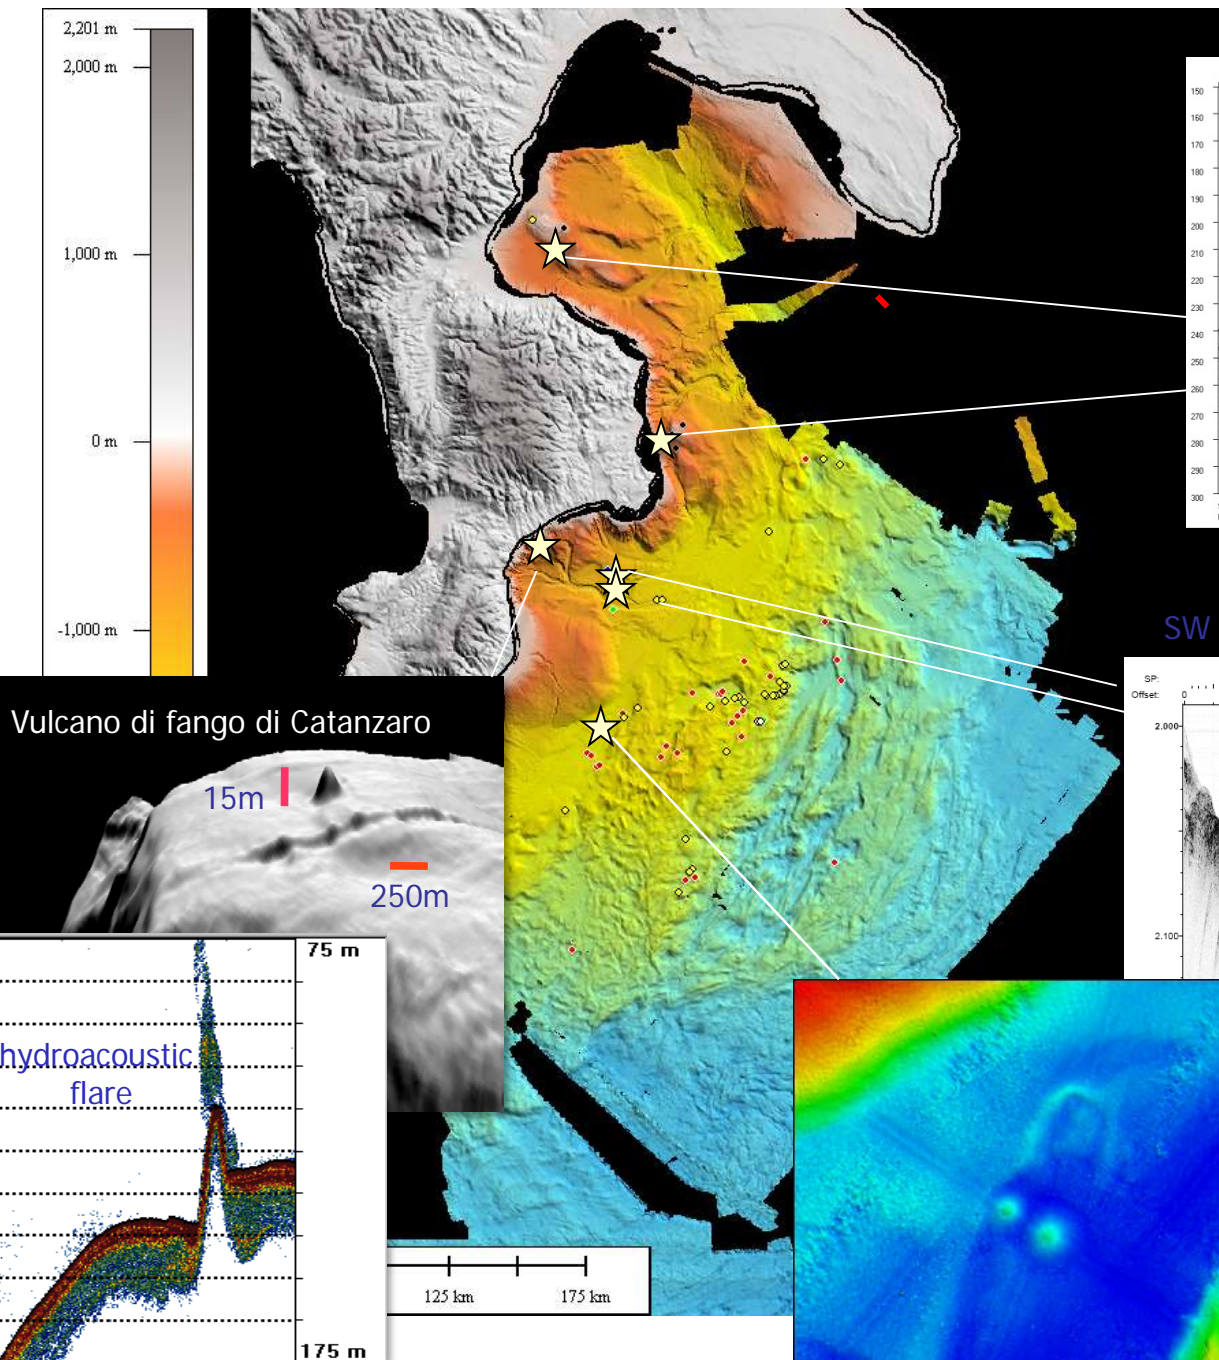 2,201 m
2,000 m
1,000 m
0 m
-1,000 m
150
160
170
180
190
200
210
220
230
240
250
260
270
280
290
300
SW
SP:
Offset: 0
2.000
2.100
Vulcano di fango di Catanzaro
15m
250m
75 m
hydroacoustic
flare
175 m
125 km
175 km